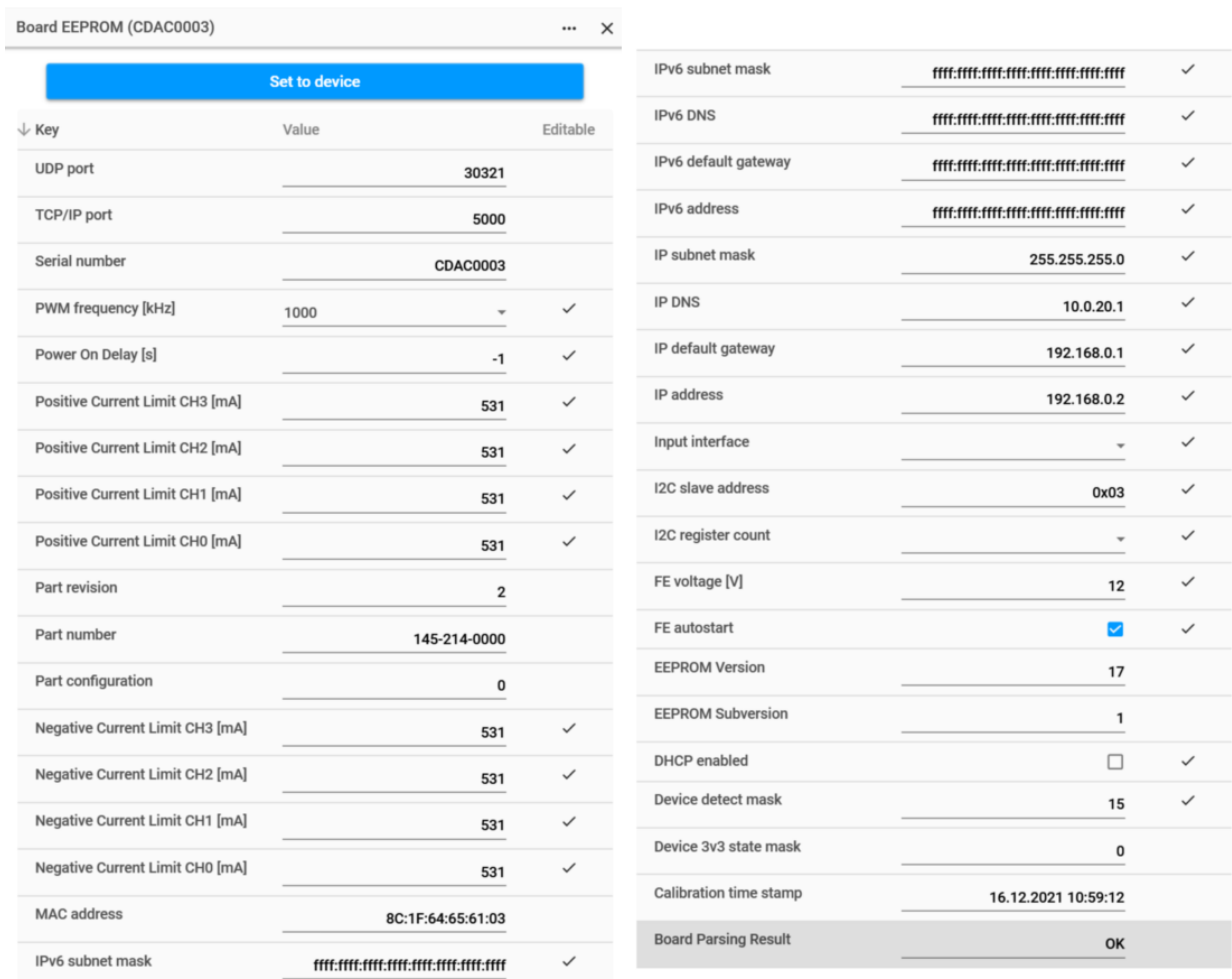 Board EEPROM (CDAC0003)
Set to device
Key Value Editable
UDP port 30321
TCP/IP port 5000
Serial number CDAC0003
PWM frequency [kHz] 1000
Power On Delay [s] -1
Positive Current Limit CH3 [mA] 531
Positive Current Limit CH2 [mA] 531
Positive Current Limit CH1 [mA] 531
Positive Current Limit CH0 [mA] 531
Part revision 2
Part number 145-214-0000
Part configuration 0
Negative Current Limit CH3 [mA] 531
Negative Current Limit CH2 [mA] 531
Negative Current Limit CH1 [mA] 531
Negative Current Limit CH0 [mA] 531
MAC address 8C:1F:64:65:61:03
IPv6 subnet mask ffff:ffff:ffff:ffff:ffff:ffff:ffff:ffff
IPv6 subnet mask ffff:ffff:ffff:ffff:ffff:ffff:ffff:ffff
IPv6 DNS ffff:ffff:ffff:ffff:ffff:ffff:ffff:ffff
IPv6 default gateway ffff:ffff:ffff:ffff:ffff:ffff:ffff:ffff
IPv6 address ffff:ffff:ffff:ffff:ffff:ffff:ffff:ffff
IP subnet mask 255.255.255.0
IP DNS 10.0.20.1
IP default gateway 192.168.0.1
IP address 192.168.0.2
Input interface
I2C slave address 0x03
I2C register count
FE voltage [V] 12
FE autostart
EEPROM Version 17
EEPROM Subversion 1
DHCP enabled
Device detect mask 15
Device 3v3 state mask 0
Calibration time stamp 16.12.2021 10:59:12
Board Parsing Result OK